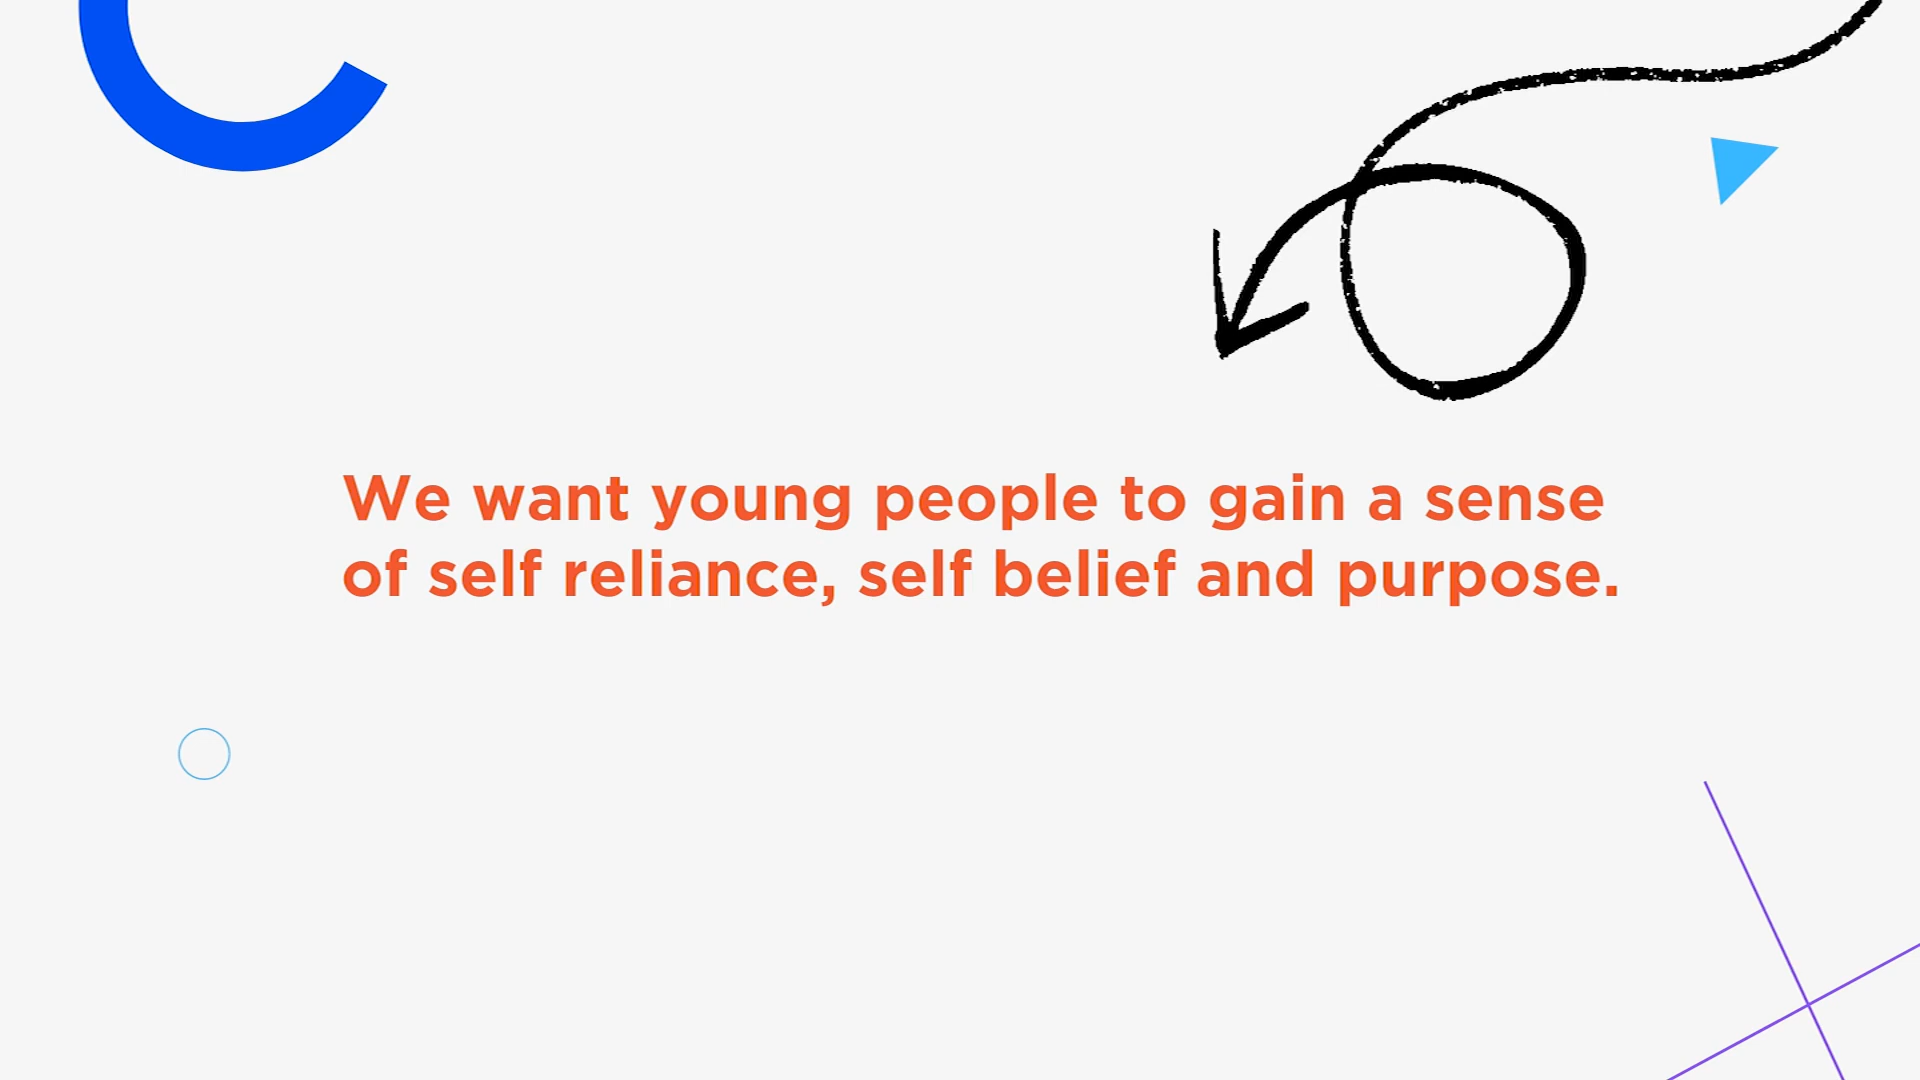 We want young people to gain a sense
of self reliance, self belief and purpose.